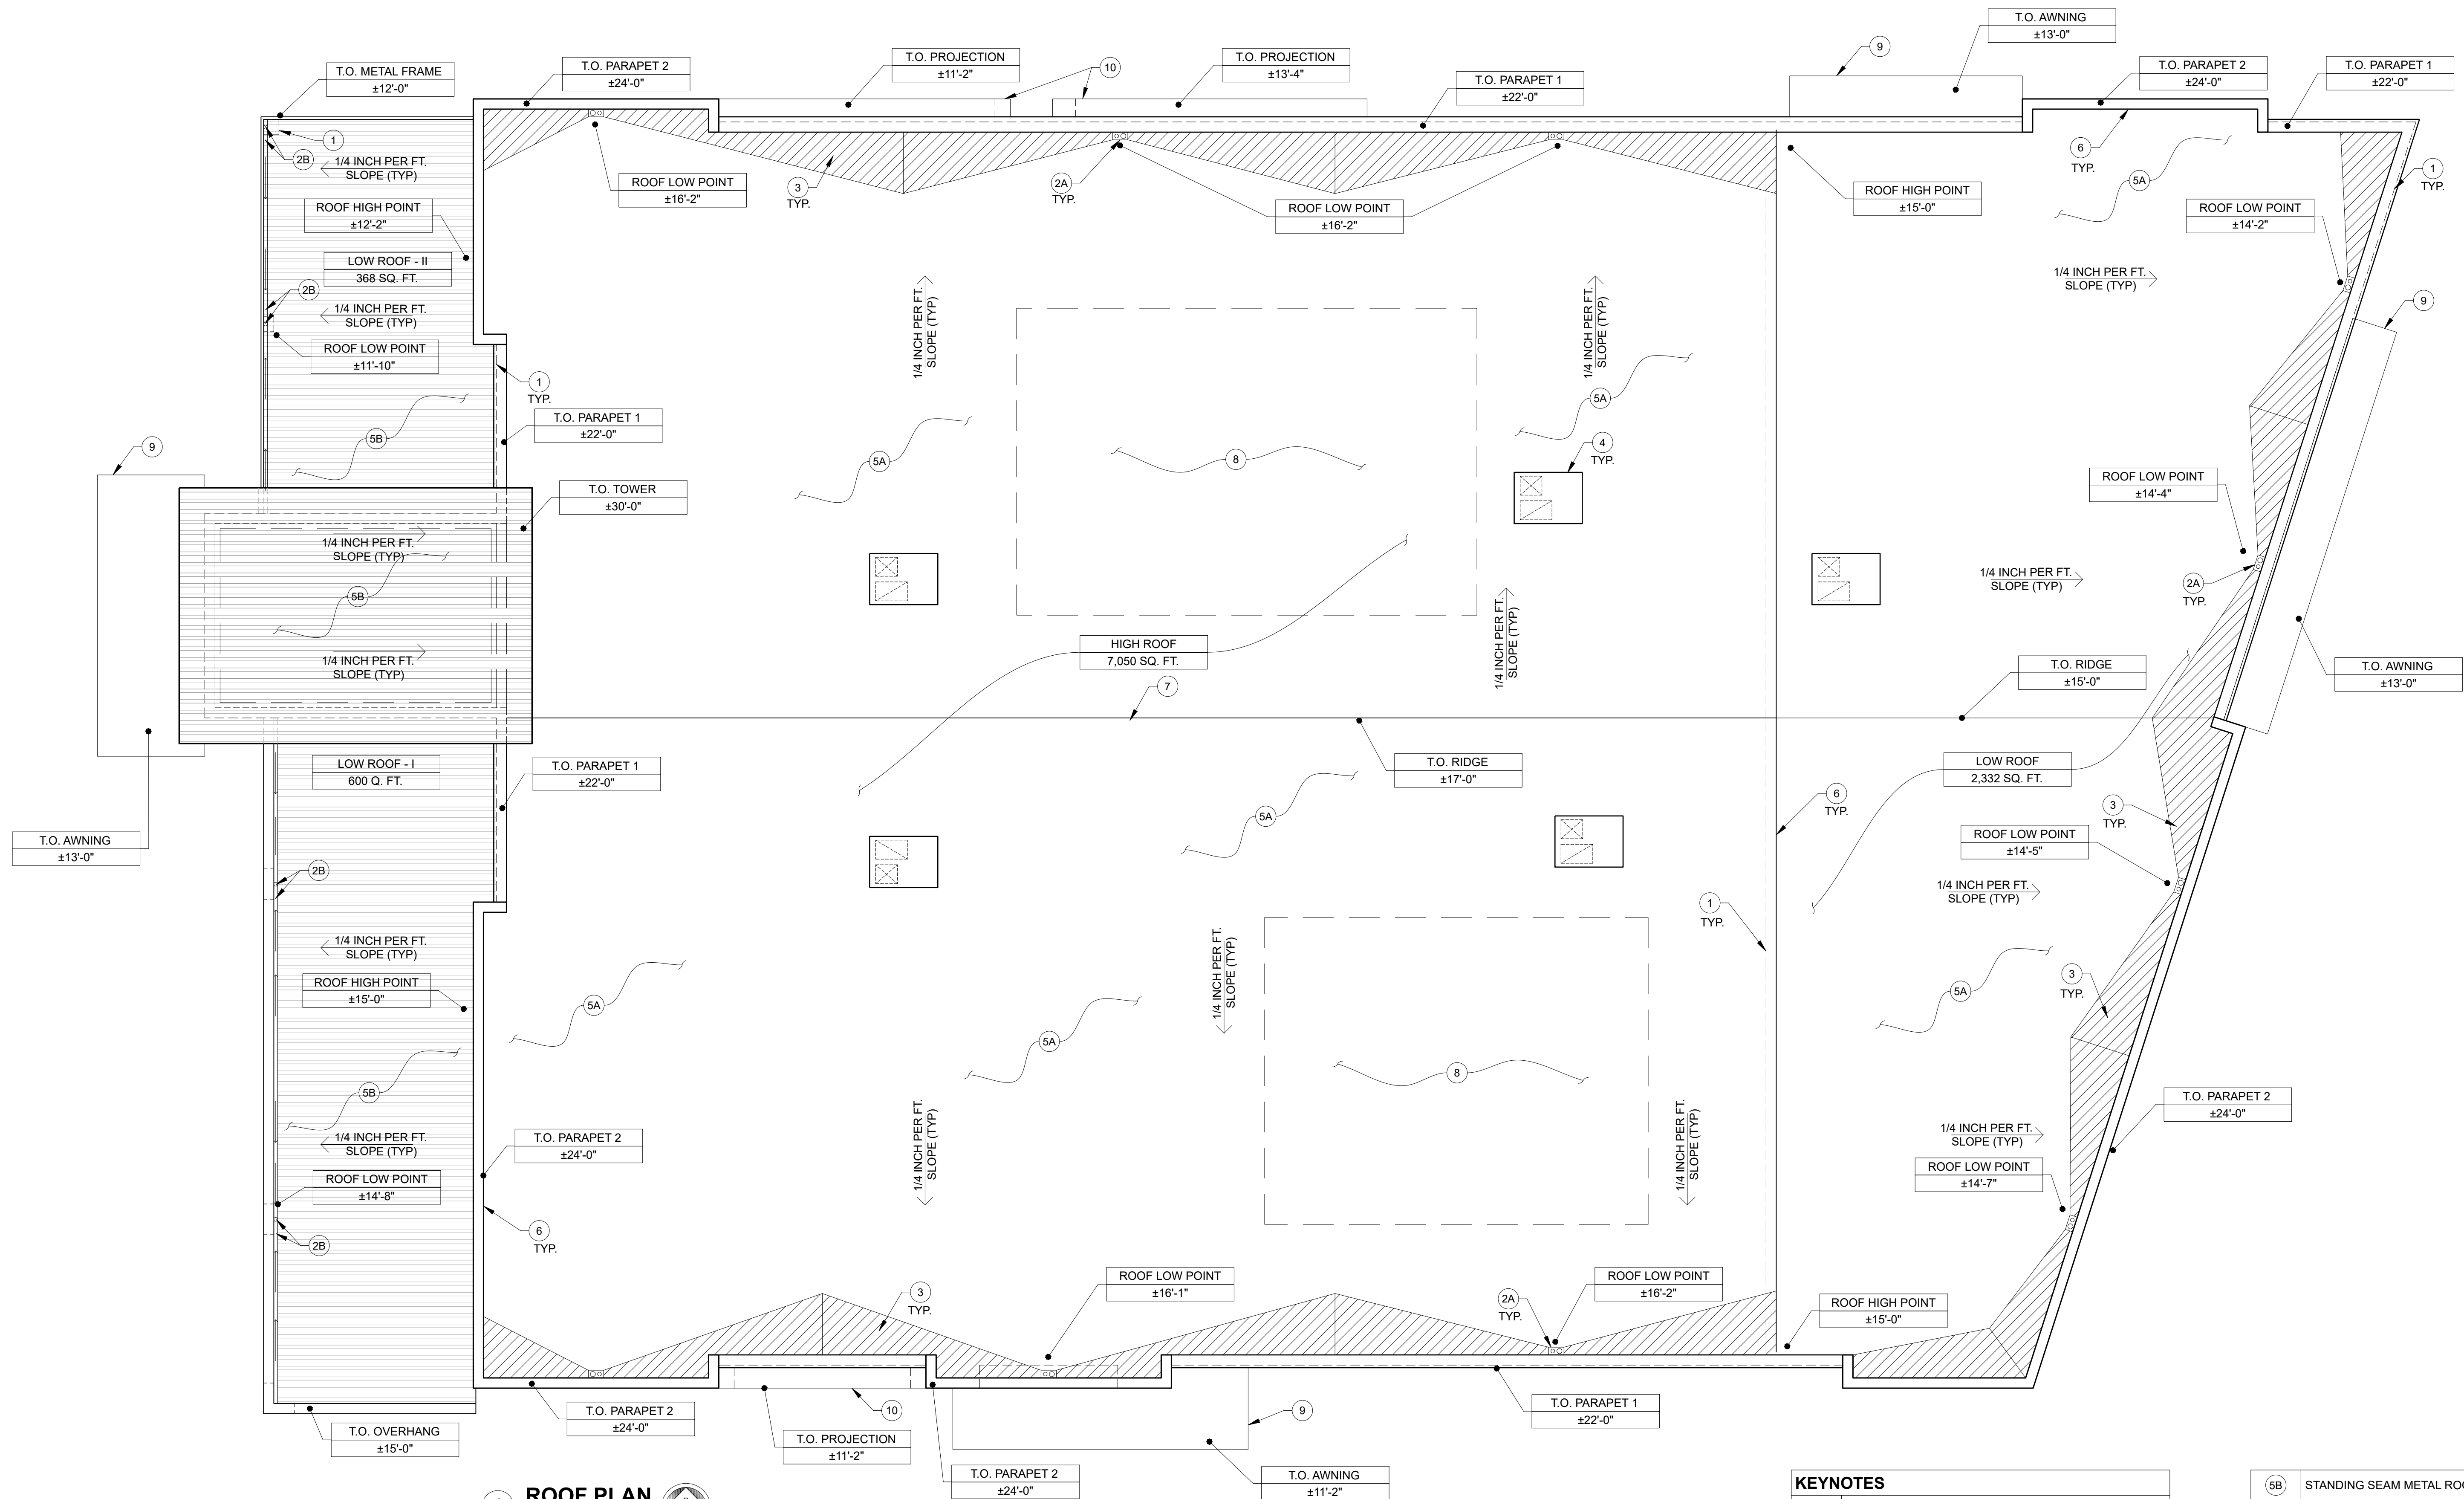 T.O. AWNING
±13'-0"
9
T.O. METAL FRAME
±12'-0"
T.O. PARAPET 2
±24'-0"
T.O. PROJECTION
±11'-2"
10
T.O. PROJECTION
±13'-4"
T.O. PARAPET 1
±22'-0"
T.O. PARAPET 2
±24'-0"
T.O. PARAPET 1
±22'-0"
1
2B
1/4 INCH PER FT.
SLOPE (TYP)
ROOF LOW POINT
±16'-2"
3
TYP.
2A
TYP.
ROOF LOW POINT
±16'-2"
ROOF HIGH POINT
±15'-0"
6
TYP.
5A
1
TYP.
ROOF LOW POINT
±14'-2"
ROOF HIGH POINT
±12'-2"
LOW ROOF - II
368 SQ. FT.
2B
1/4 INCH PER FT.
SLOPE (TYP)
1/4 INCH PER FT.
SLOPE (TYP)
1/4 INCH PER FT.
SLOPE (TYP)
1/4 INCH PER FT.
SLOPE (TYP)
9
ROOF LOW POINT
±11'-10"
1
TYP.
5A
T.O. PARAPET 1
±22'-0"
5B
9
5A
8
4
TYP.
T.O. TOWER
±30'-0"
ROOF LOW POINT
±14'-4"
1/4 INCH PER FT.
SLOPE (TYP)
1/4 INCH PER FT.
SLOPE (TYP)
2A
TYP.
5B
1/4 INCH PER FT.
SLOPE (TYP)
HIGH ROOF
7,050 SQ. FT.
1/4 INCH PER FT.
SLOPE (TYP)
7
T.O. RIDGE
±15'-0"
T.O. AWNING
±13'-0"
LOW ROOF - I
600 Q. FT.
T.O. PARAPET 1
±22'-0"
T.O. RIDGE
±17'-0"
LOW ROOF
2,332 SQ. FT.
6
TYP.
3
TYP.
5A
T.O. AWNING
±13'-0"
2B
ROOF LOW POINT
±14'-5"
1/4 INCH PER FT.
SLOPE (TYP)
1
TYP.
1/4 INCH PER FT.
SLOPE (TYP)
1/4 INCH PER FT.
SLOPE (TYP)
ROOF HIGH POINT
±15'-0"
5A
5A
3
TYP.
5A
5B
8
T.O. PARAPET 2
±24'-0"
1/4 INCH PER FT.
SLOPE (TYP)
T.O. PARAPET 2
±24'-0"
1/4 INCH PER FT.
SLOPE (TYP)
1/4 INCH PER FT.
SLOPE (TYP)
1/4 INCH PER FT.
SLOPE (TYP)
ROOF LOW POINT
±14'-8"
ROOF LOW POINT
±14'-7"
2B
6
TYP.
3
TYP.
ROOF LOW POINT
±16'-1"
2A
TYP.
ROOF LOW POINT
±16'-2"
ROOF HIGH POINT
±15'-0"
T.O. OVERHANG
±15'-0"
T.O. PARAPET 2
±24'-0"
T.O. PROJECTION
±11'-2"
10
9
T.O. PARAPET 1
±22'-0"
T.O. PARAPET 2
±24'-0"
T.O. AWNING
±11'-2"
ROOF PLAN
KEYNOTES
5B STANDING SEAM METAL